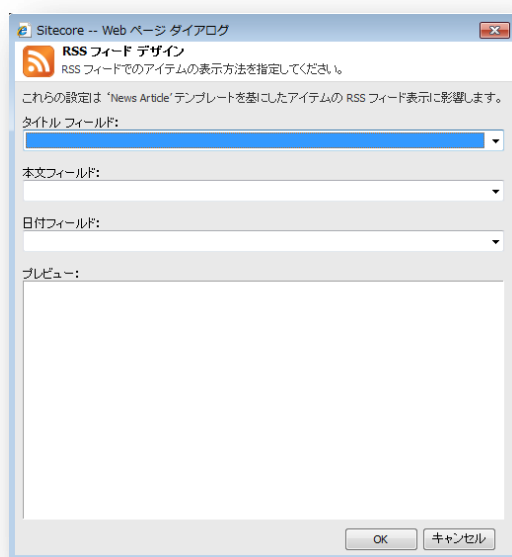 Sitecore -- Web ページ ダイアログ
RSS フィード デザイン
RSS フィードでのアイテムの表示方法を指定してください。
これらの設定は 'News Article' テンプレートを基にしたアイテムの RSS フィード表示に影響します。
タイトル フィールド:
本文フィールド:
日付フィールド:
プレビュー:
OK キャンセル